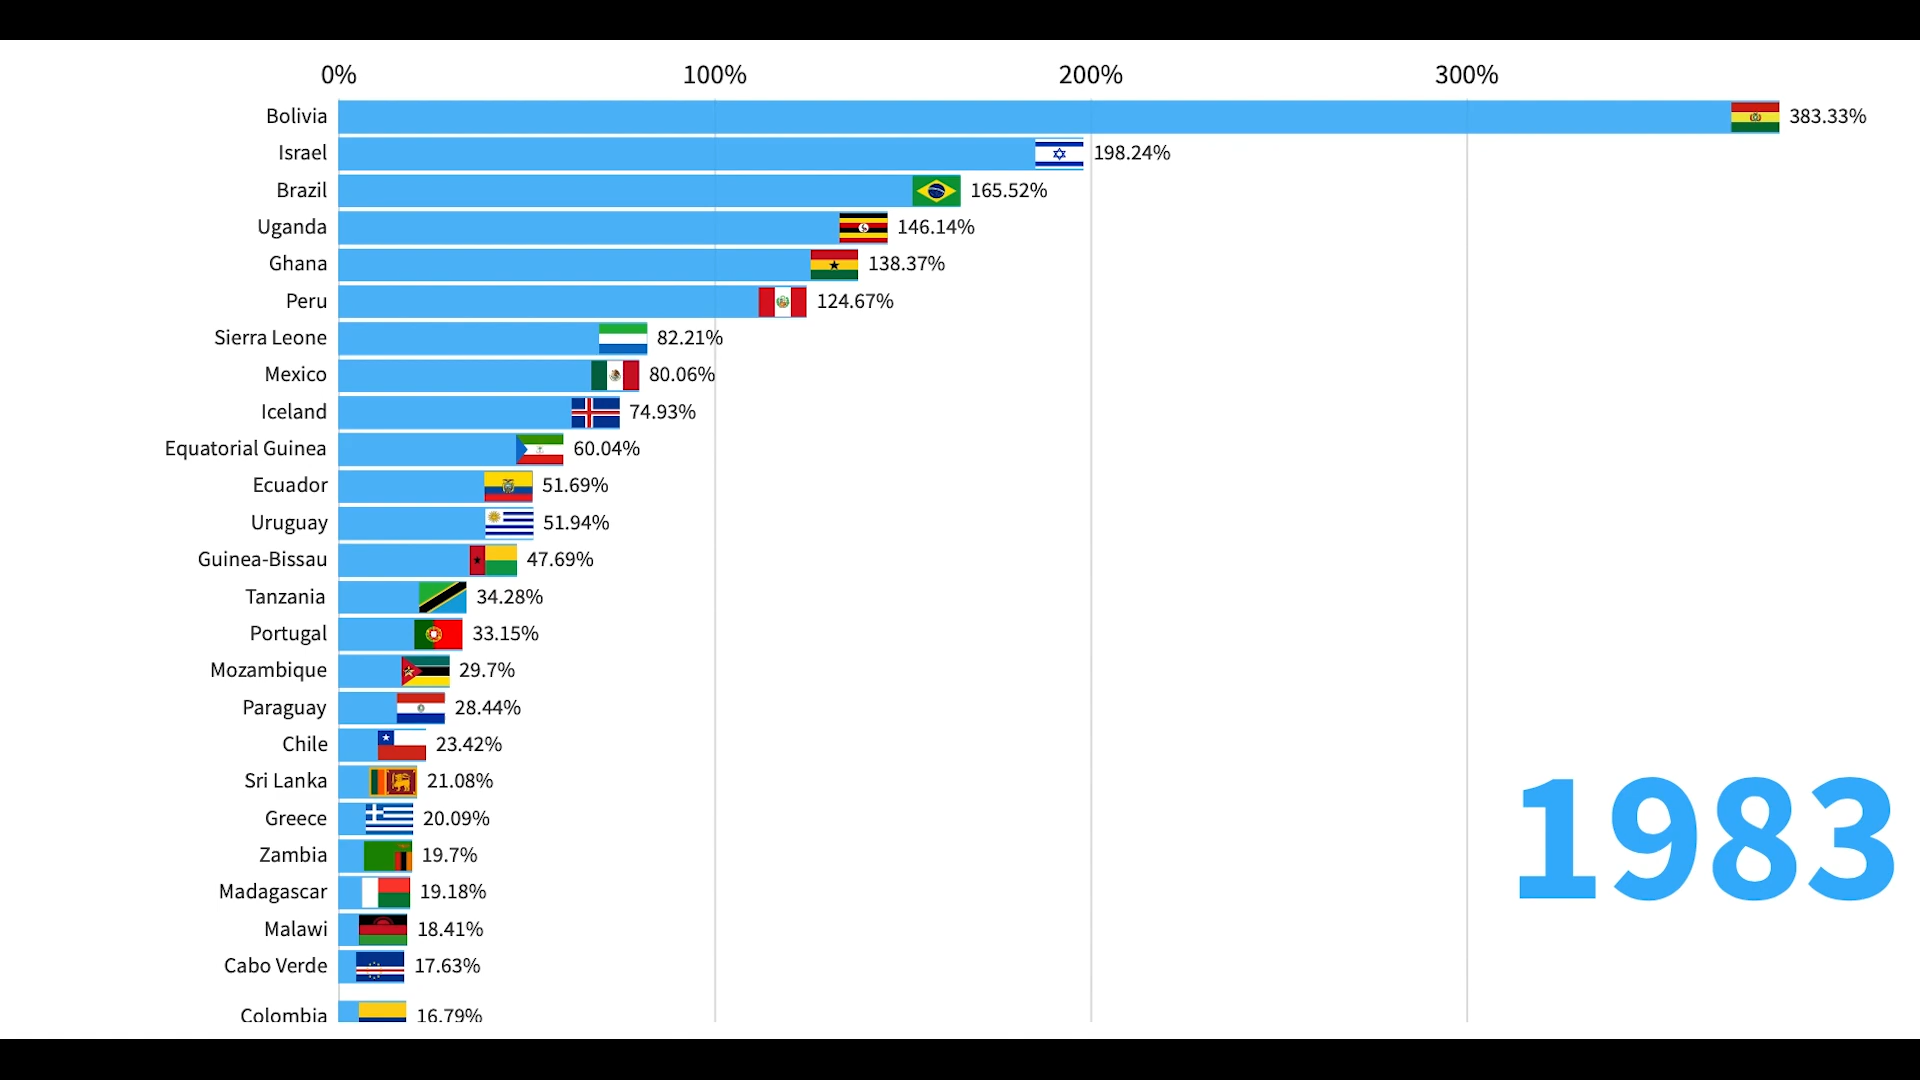 0% 100% 200% 300%
Bolivia 383.33%
Israel 198.24%
Brazil 165.52%
Uganda 146.14%
Ghana 138.37%
Peru 124.67%
Sierra Leone 82.21%
Mexico 80.06%
Iceland 74.93%
Equatorial Guinea 60.04%
Ecuador 51.69%
Uruguay 51.94%
Guinea-Bissau 47.69%
Tanzania 34.28%
Portugal 33.15%
Mozambique 29.7%
Paraguay 28.44%
Chile 23.42%
Sri Lanka 21.08%
Greece 20.09%
Zambia 19.7%
Madagascar 19.18%
Malawi 18.41%
Cabo Verde 17.63%
Colombia 16.79%
1983